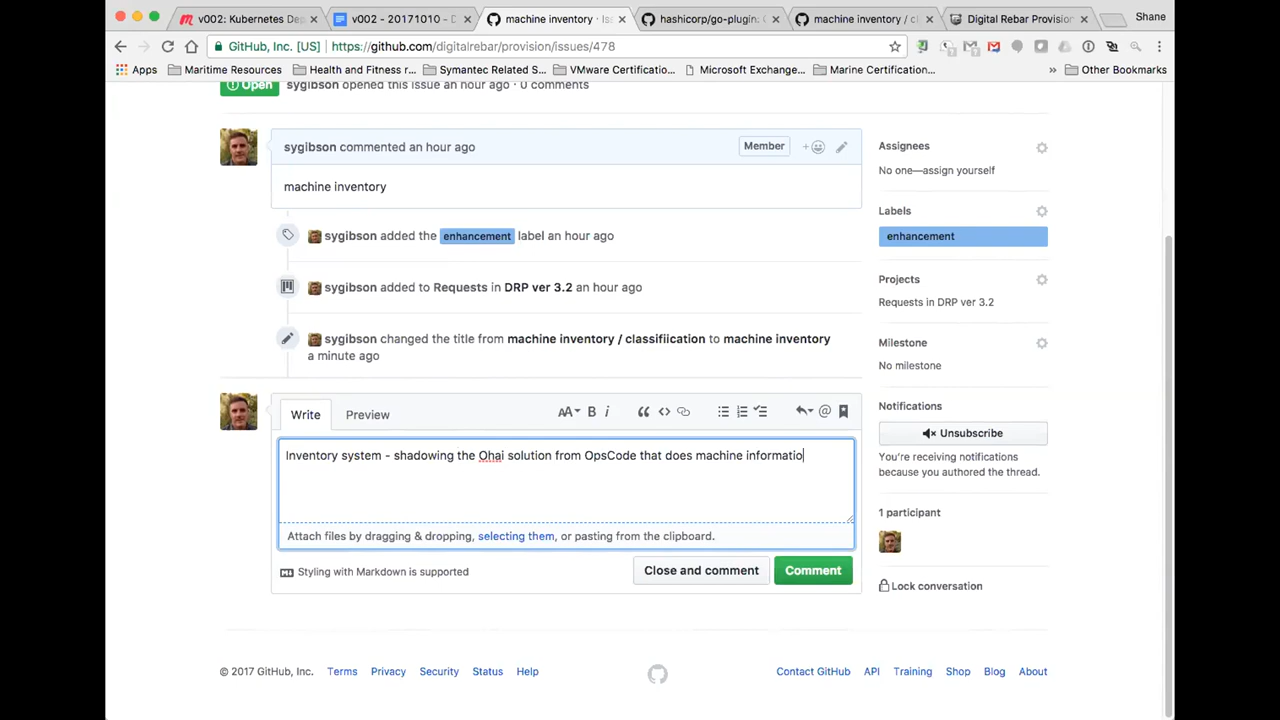 v002: Kubernetes Dep
v002 - 20171010 - D
machine inventory · Iss
hashicorp/go-plugin: G
machine inventory / cl
Digital Rebar Provision
Shane
GitHub, Inc. [US] https://github.com/digitalrebar/provision/issues/478
Apps
Maritime Resources
Health and Fitness r...
Symantec Related S...
VMware Certificatio...
Microsoft Exchange...
Marine Certification...
»
Other Bookmarks
Open
sygibson opened this issue an hour ago · 0 comments
sygibson commented an hour ago
Member
machine inventory
sygibson added the enhancement label an hour ago
sygibson added to Requests in DRP ver 3.2 an hour ago
sygibson changed the title from machine inventory / classifiication to machine inventory
a minute ago
Assignees
No one—assign yourself
Labels
enhancement
Projects
Requests in DRP ver 3.2
Milestone
No milestone
Notifications
Unsubscribe
You're receiving notifications
because you authored the thread.
1 participant
Lock conversation
Write
Preview
AA
B
i
@
Inventory system - shadowing the Ohai solution from OpsCode that does machine informatio
Attach files by dragging & dropping, selecting them, or pasting from the clipboard.
Styling with Markdown is supported
Close and comment
Comment
© 2017 GitHub, Inc.
Terms
Privacy
Security
Status
Help
Contact GitHub
API
Training
Shop
Blog
About